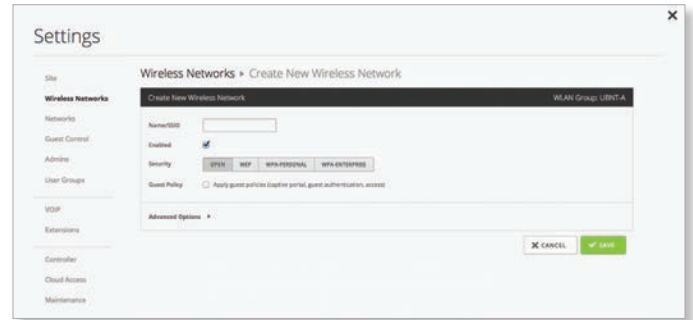 Settings
Site
Wireless Networks
Networks
Guest Control
Admins
User Groups
VOIP
Extensions
Controller
Cloud Access
Maintenance
Wireless Networks ▸ Create New Wireless Network
Create New Wireless Network WLAN Group: UBNT-A
Name/SSID
Enabled
Security OPEN WEP WPA-PERSONAL WPA-ENTERPRISE
Guest Policy Apply guest policies (captive portal, guest authentication, access)
Advanced Options ▸
CANCEL SAVE